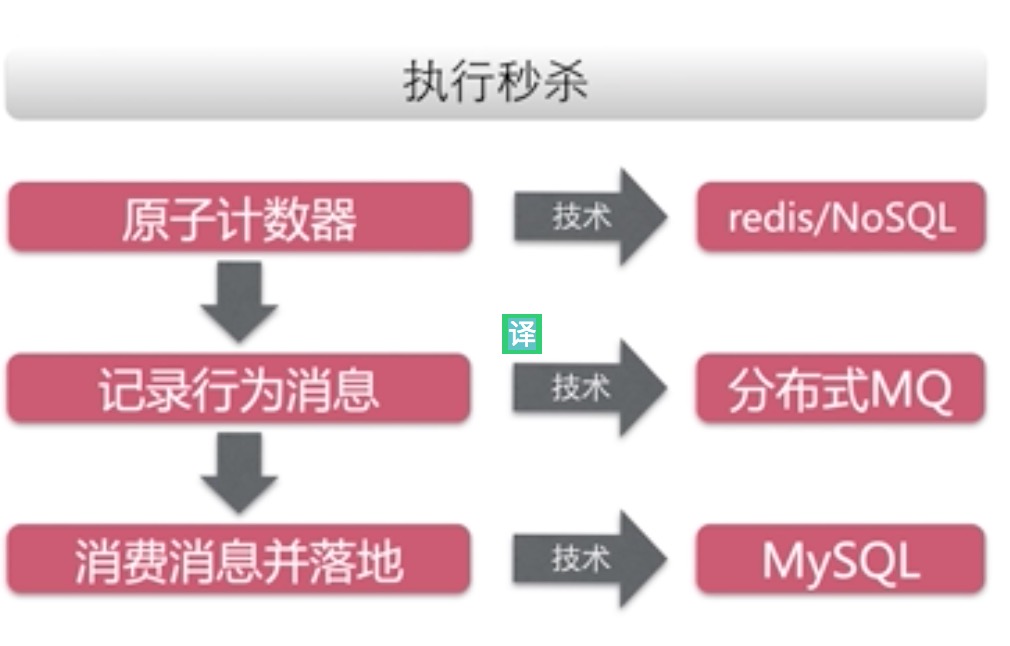 执行秒杀
原子计数器
技术
redis/NoSQL
译
记录行为消息
技术
分布式MQ
消费消息并落地
技术
MySQL